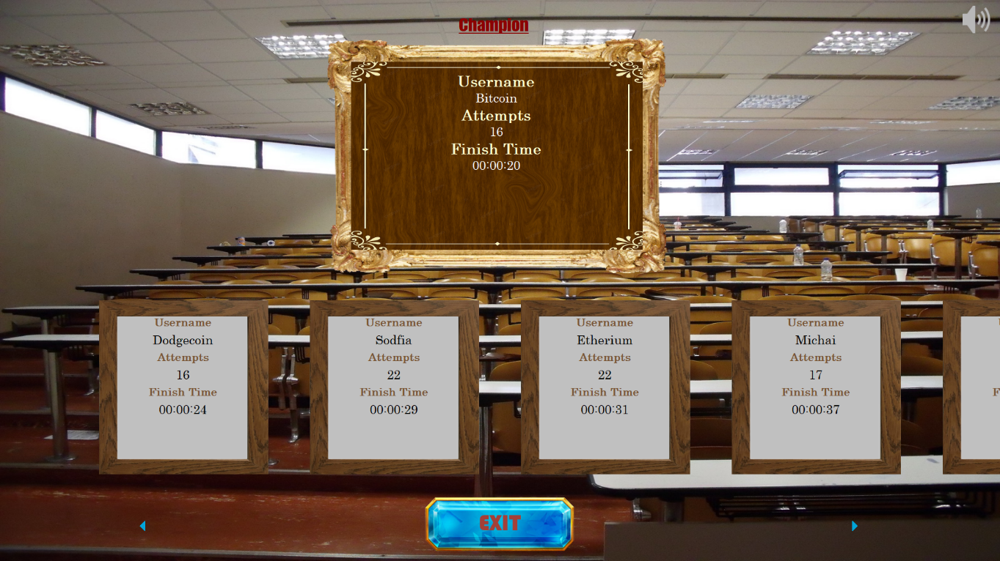 Champion
Username
Bitcoin
Attempts
16
Finish Time
00:00:20
Username
Dodgecoin
Attempts
16
Finish Time
00:00:24
Username
Sodfia
Attempts
22
Finish Time
00:00:29
Username
Etherium
Attempts
22
Finish Time
00:00:31
Username
Michai
Attempts
17
Finish Time
00:00:37
EXIT